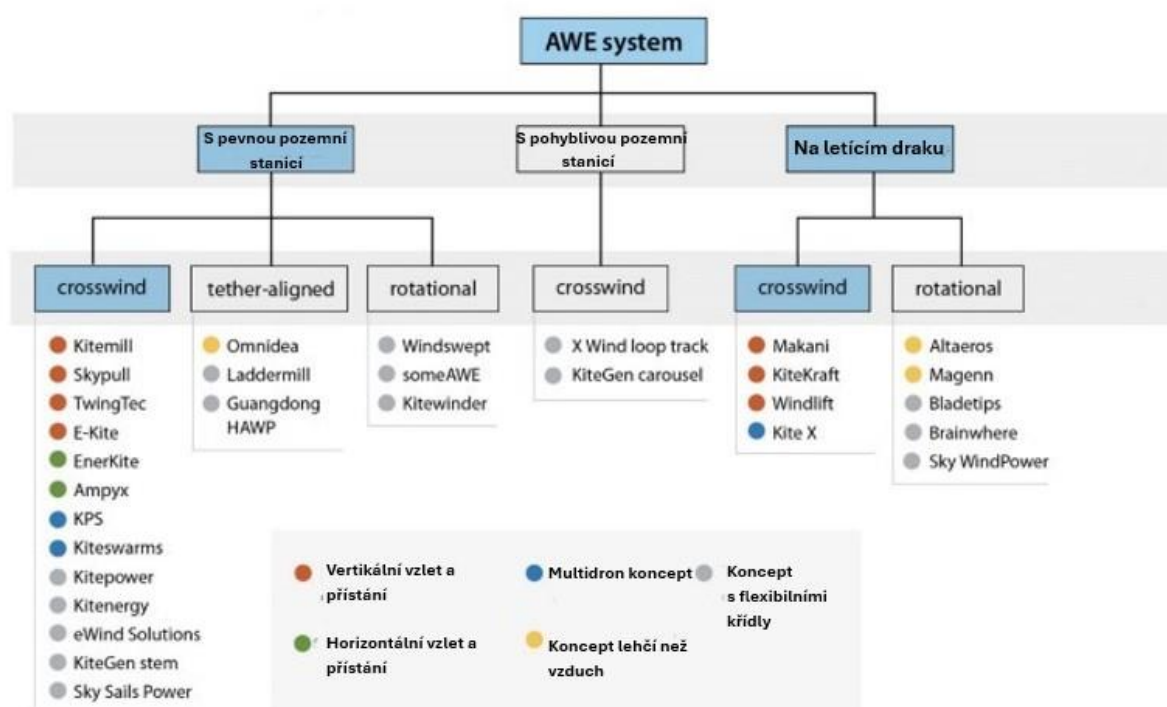 AWE system
S pevnou pozemní
stanicí
S pohyblivou pozemní
stanicí
Na letícím draku
crosswind
tether-aligned
rotational
crosswind
crosswind
rotational
Kitemill
Skypull
TwingTec
E-Kite
EnerKite
Ampyx
KPS
Kiteswarms
Kitepower
Kitenergy
eWind Solutions
KiteGen stem
Sky Sails Power
Omnidea
Laddermill
Guangdong
HAWP
Windswept
someAWE
Kitewinder
X Wind loop track
KiteGen carousel
Makani
KiteKraft
Windlift
Kite X
Altaeros
Magenn
Bladetips
Brainwhere
Sky WindPower
Vertikální vzlet a
přístání
Horizontální vzlet a
přístání
Multidron koncept
Koncept lehčí než
vzduch
Koncept
s flexibilními
křídly